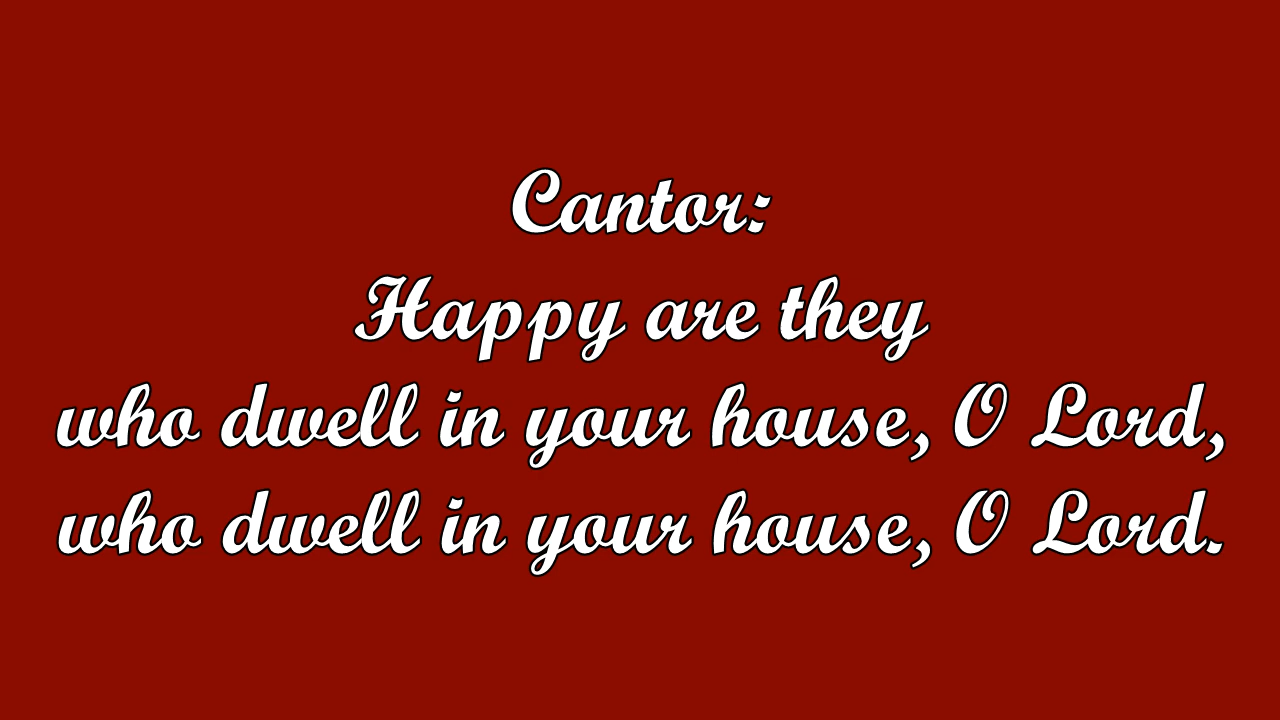 Cantor:
Happy are they
who dwell in your house, O Lord,
who dwell in your house, O Lord.